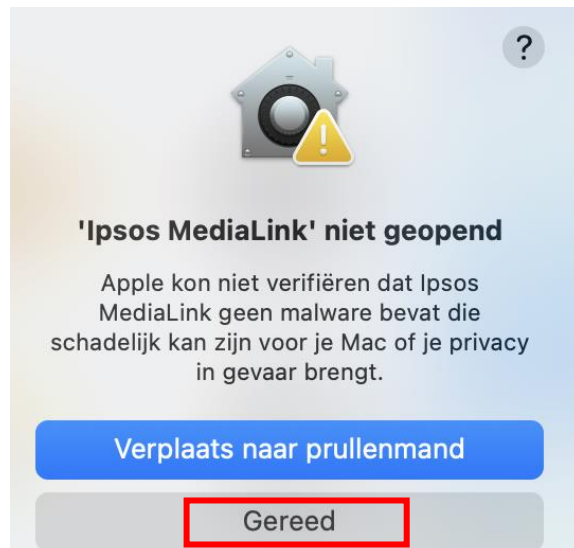 ?
'Ipsos MediaLink' niet geopend
Apple kon niet verifiëren dat Ipsos
MediaLink geen malware bevat die
schadelijk kan zijn voor je Mac of je privacy
in gevaar brengt.
Verplaats naar prullenmand
Gereed